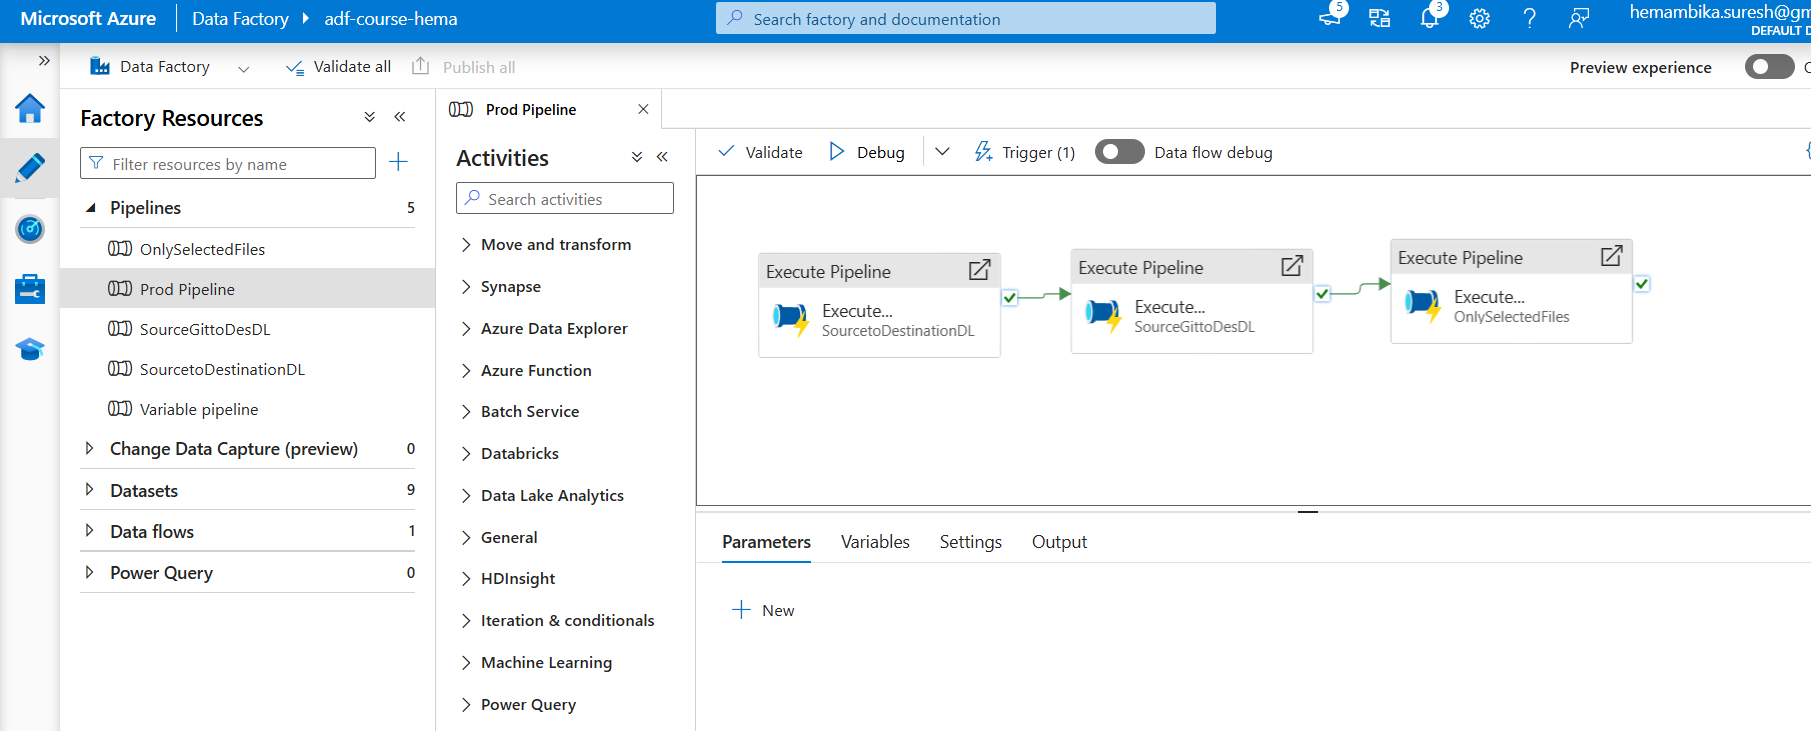 Microsoft Azure
Data Factory
adf-course-hema
Search factory and documentation
5
3
hemambika.suresh@gm
DEFAULT D
Data Factory
Validate all
Publish all
Preview experience
Factory Resources
Filter resources by name
Pipelines 5
OnlySelectedFiles
Prod Pipeline
SourceGittoDesDL
SourcetoDestinationDL
Variable pipeline
Change Data Capture (preview) 0
Datasets 9
Data flows 1
Power Query 0
Prod Pipeline
Activities
Search activities
Move and transform
Synapse
Azure Data Explorer
Azure Function
Batch Service
Databricks
Data Lake Analytics
General
HDInsight
Iteration & conditionals
Machine Learning
Power Query
Validate
Debug
Trigger (1)
Data flow debug
Execute Pipeline
Execute...
SourcetoDestinationDL
Execute Pipeline
Execute...
SourceGittoDesDL
Execute Pipeline
Execute...
OnlySelectedFiles
Parameters
Variables
Settings
Output
New